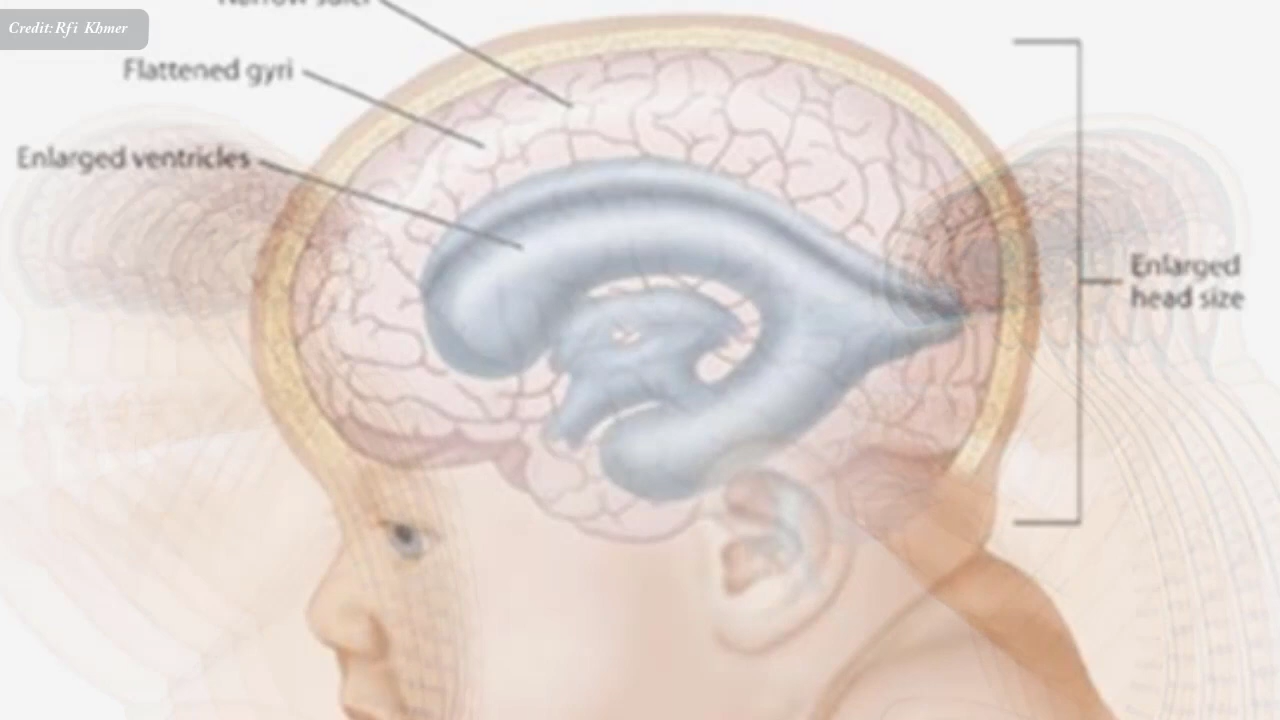 Credit:Rfi Khmer
Flattened gyri
Enlarged ventricles
Enlarged
head size